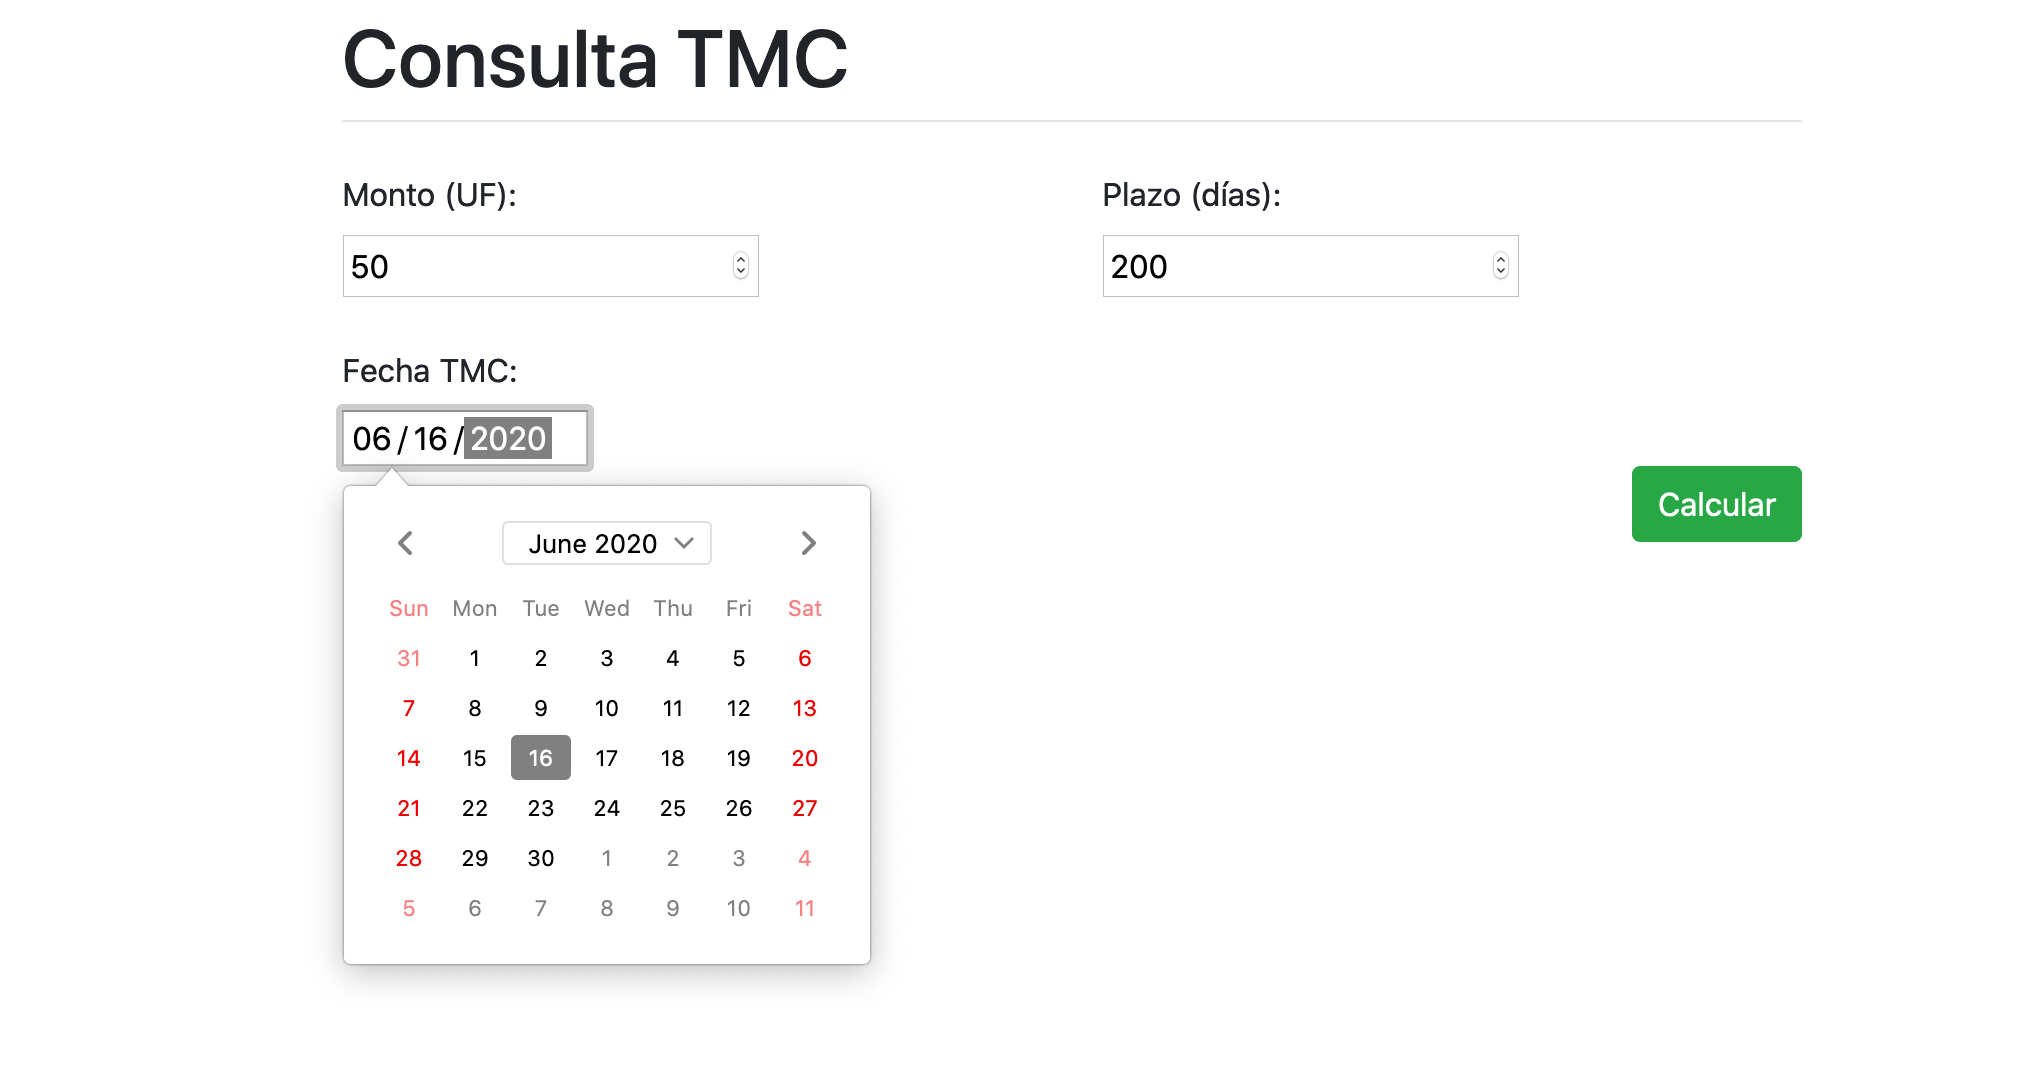 Consulta TMC
Monto (UF): Plazo (días):
50 200
Fecha TMC:
06/16/2020
Calcular
June 2020
Sun Mon Tue Wed Thu Fri Sat
31 1 2 3 4 5 6
7 8 9 10 11 12 13
14 15 16 17 18 19 20
21 22 23 24 25 26 27
28 29 30 1 2 3 4
5 6 7 8 9 10 11